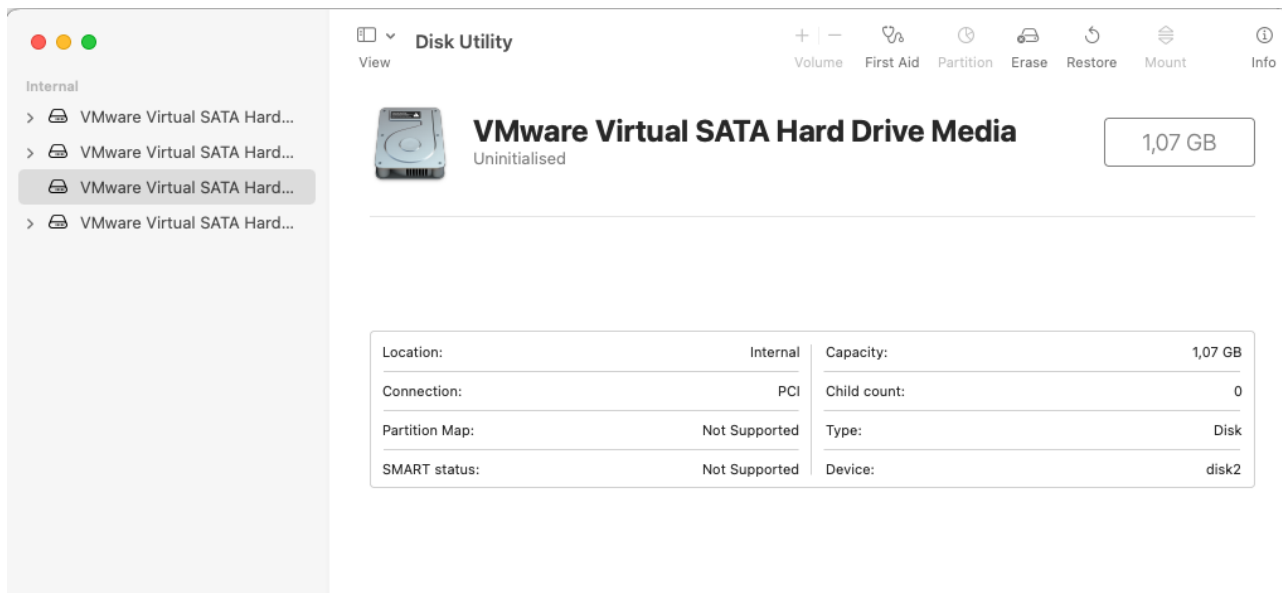 Disk Utility
View
Volume First Aid Partition Erase Restore Mount Info
Internal
VMware Virtual SATA Hard...
VMware Virtual SATA Hard...
VMware Virtual SATA Hard...
VMware Virtual SATA Hard...
VMware Virtual SATA Hard Drive Media
Uninitialised
1,07 GB
Location: Internal Capacity: 1,07 GB
Connection: PCI Child count: 0
Partition Map: Not Supported Type: Disk
SMART status: Not Supported Device: disk2